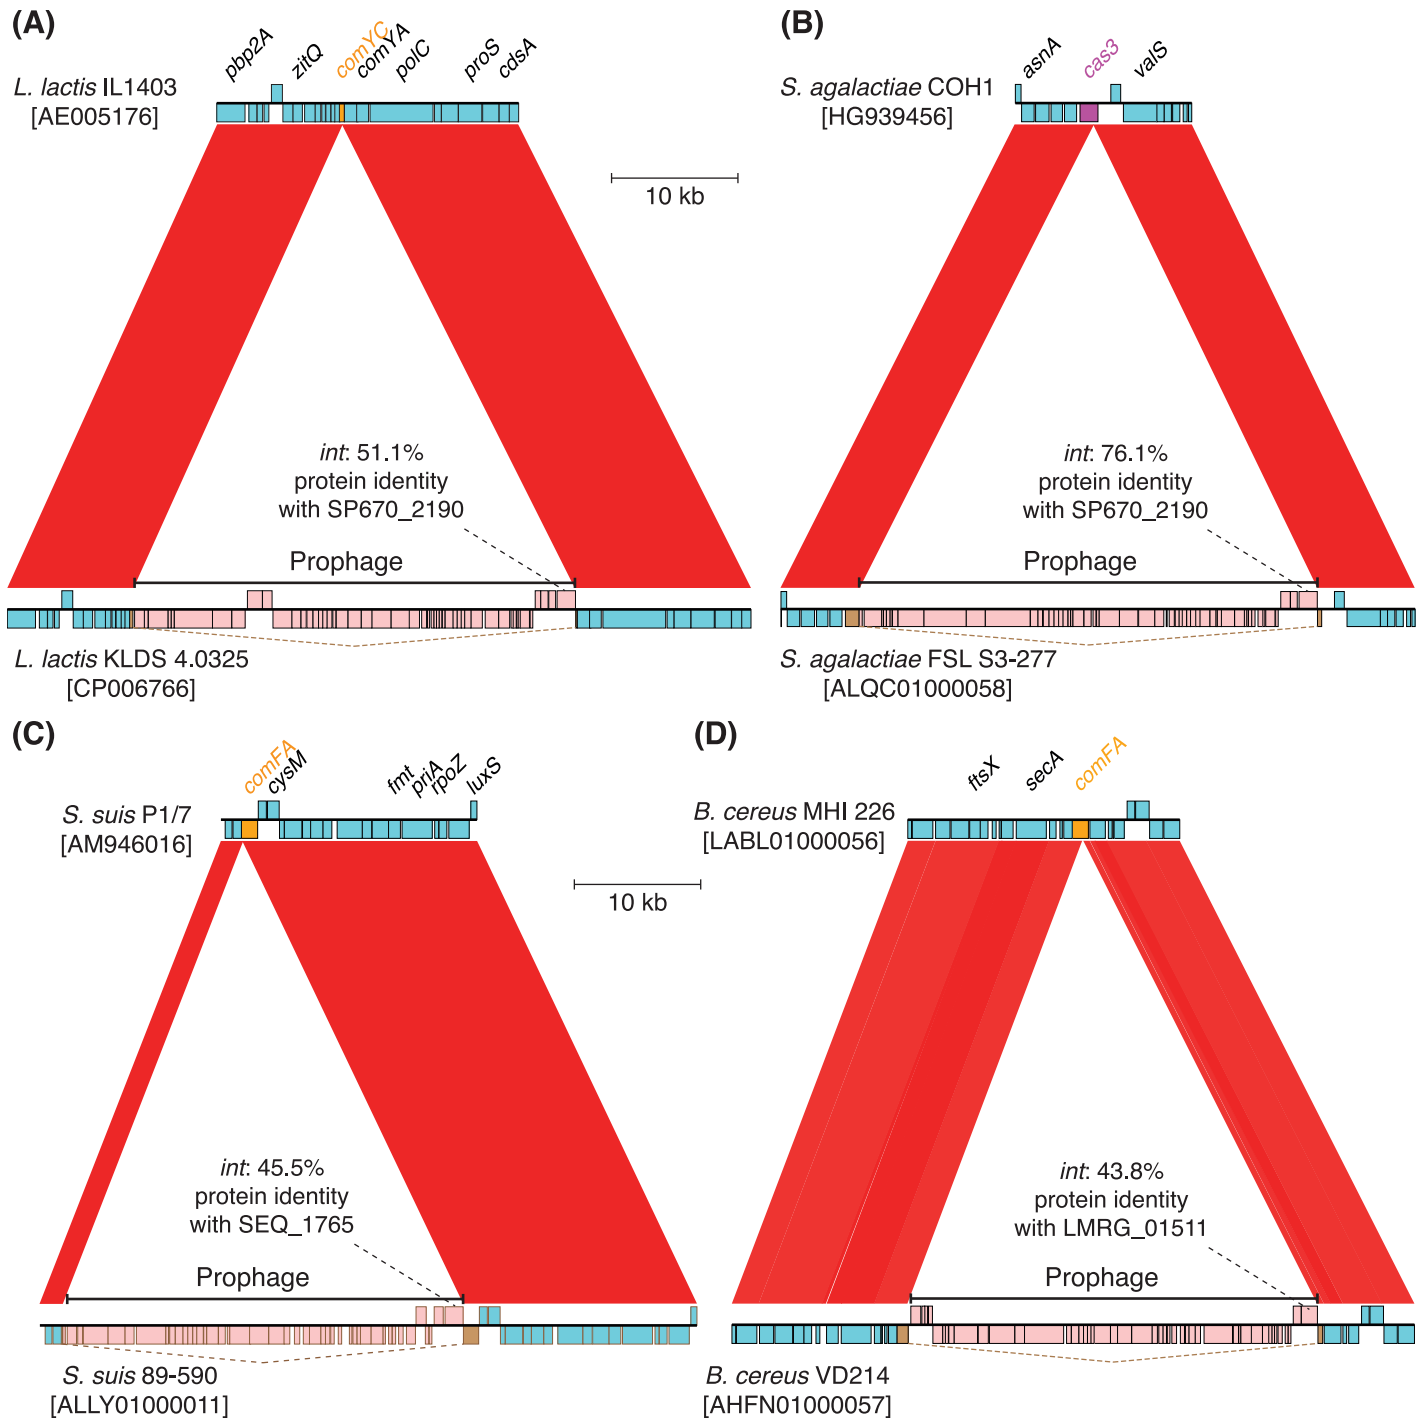 (A)
pbp2A
zitQ
comYC
comYA
polC
proS
cdsA
L. lactis IL1403
[AE005176]
10 kb
int: 51.1%
protein identity
with SP670_2190
Prophage
L. lactis KLDS 4.0325
[CP006766]
(B)
asnA
cas3
valS
S. agalactiae COH1
[HG939456]
int: 76.1%
protein identity
with SP670_2190
Prophage
S. agalactiae FSL S3-277
[ALQC01000058]
(C)
comFA
cysM
fmt
priA
rpoZ
luxS
S. suis P1/7
[AM946016]
10 kb
int: 45.5%
protein identity
with SEQ_1765
Prophage
S. suis 89-590
[ALLY01000011]
(D)
ftsX
secA
comFA
B. cereus MHI 226
[LABL01000056]
int: 43.8%
protein identity
with LMRG_01511
Prophage
B. cereus VD214
[AHFN01000057]